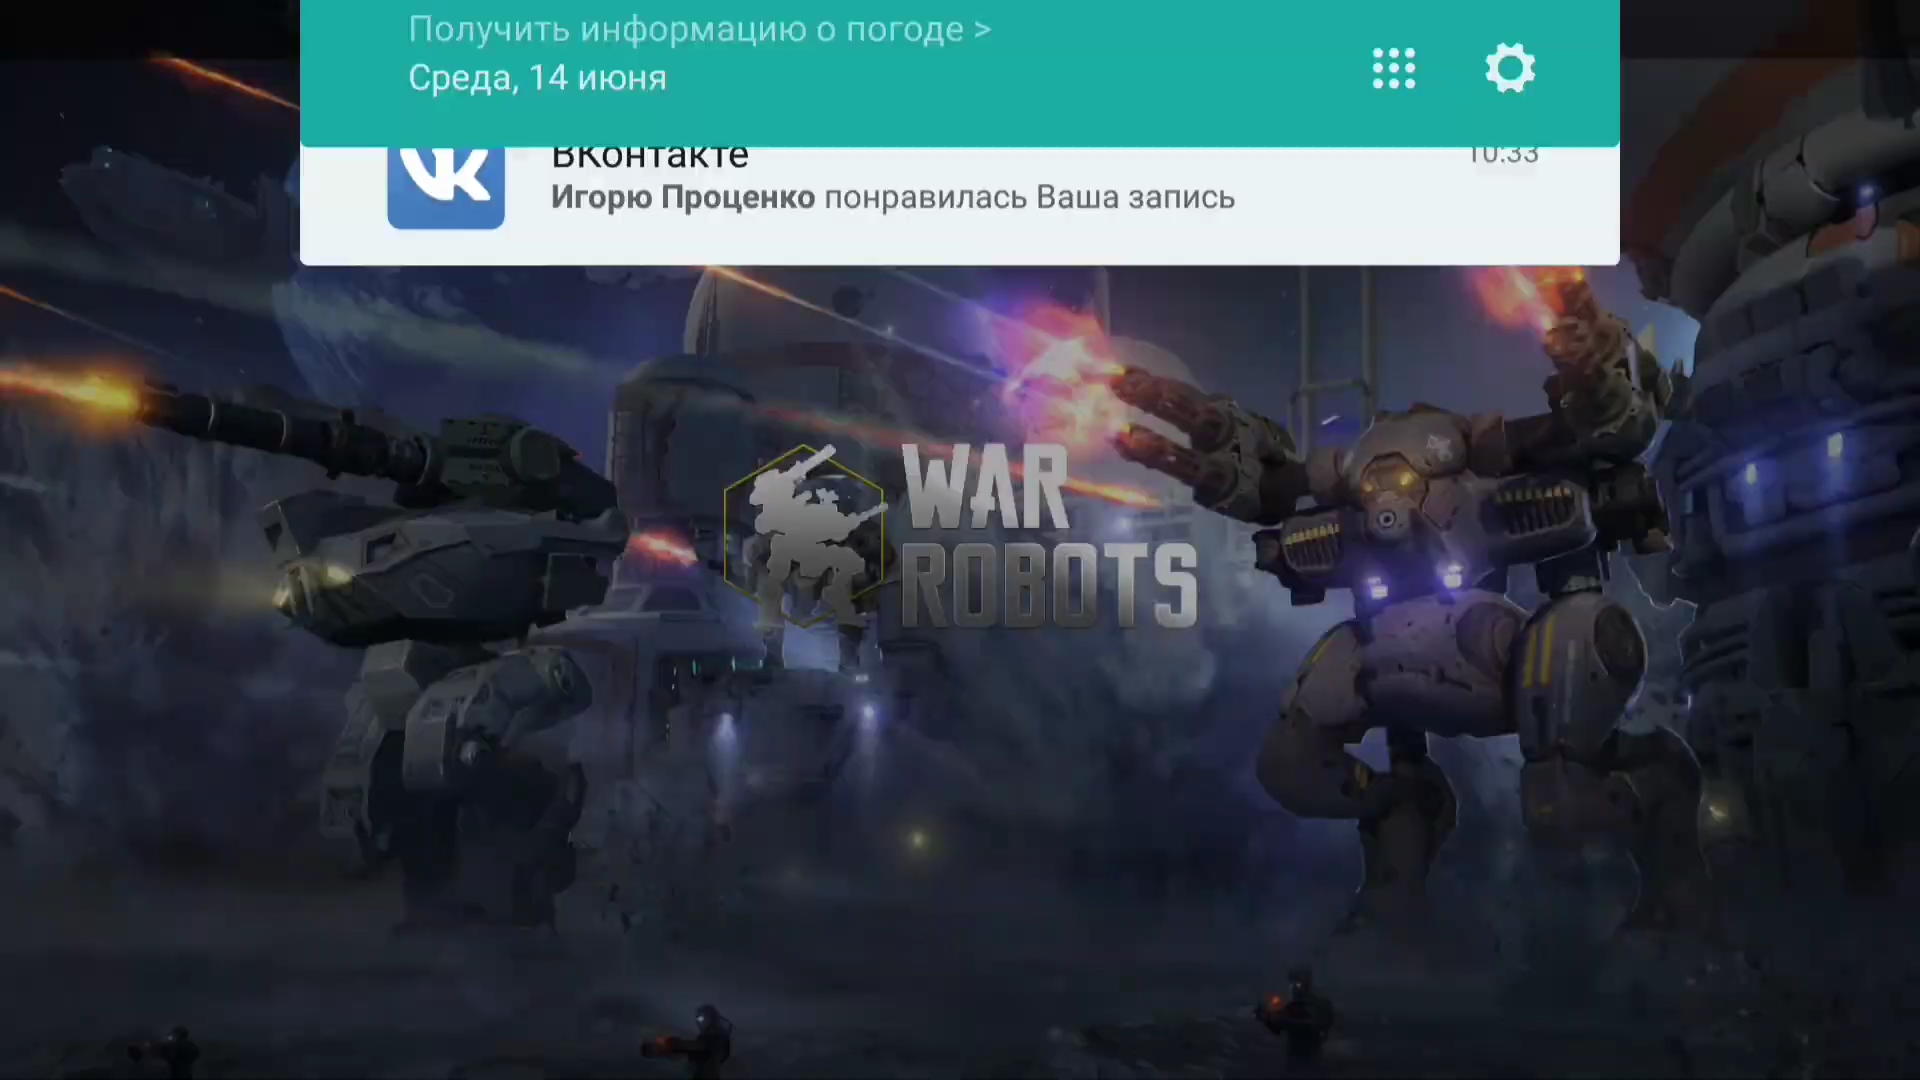 Получить информацию о погоде >
Среда, 14 июня
ВКонтакте
10:33
Игорю Проценко понравилась Ваша запись
WAR
ROBOTS